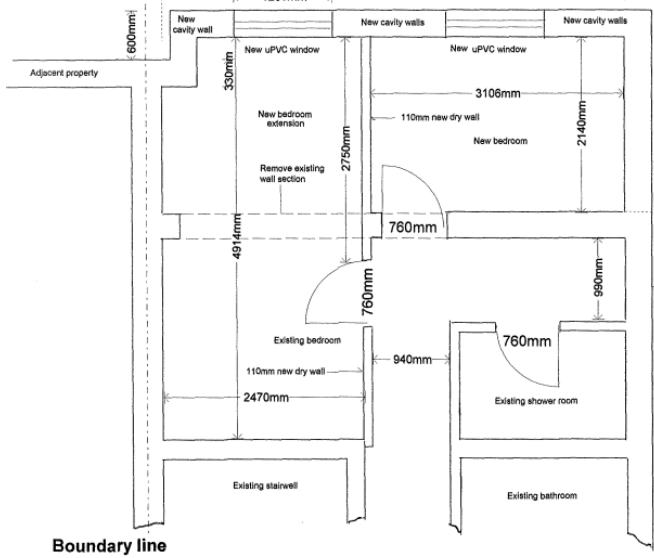 New
cavity wall
New cavity walls
New cavity walls
600mm
New uPVC window
New uPVC window
Adjacent property
330mm
3106mm
New bedroom
extension
110mm new dry wall
2750mm
2140mm
New bedroom
Remove existing
wall section
760mm
4914mm
990mm
760mm
Existing bedroom
760mm
940mm
110mm new dry wall
2470mm
Existing shower room
Existing stairwell
Existing bathroom
Boundary line